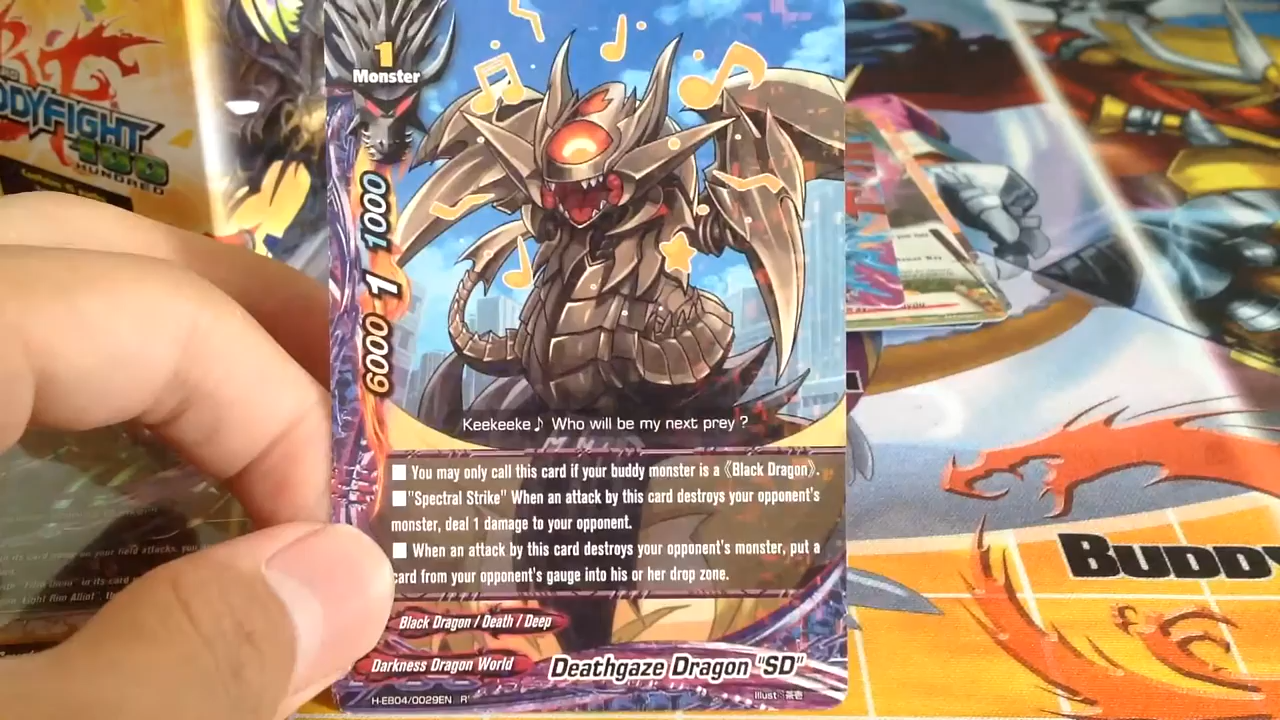 1
Monster
6000 1 1000
Keekeeke♪ Who will be my next prey ?
■ You may only call this card if your buddy monster is a 《Black Dragon》.
■"Spectral Strike" When an attack by this card destroys your opponent's
monster, deal 1 damage to your opponent.
■ When an attack by this card destroys your opponent's monster, put a
card from your opponent's gauge into his or her drop zone.
Black Dragon / Death / Deep
Darkness Dragon World
Deathgaze Dragon "SD"
H-EB04/0029EN R
Illust 茶壱
DDYFIGHT
100
HUNDRED
BUDDY